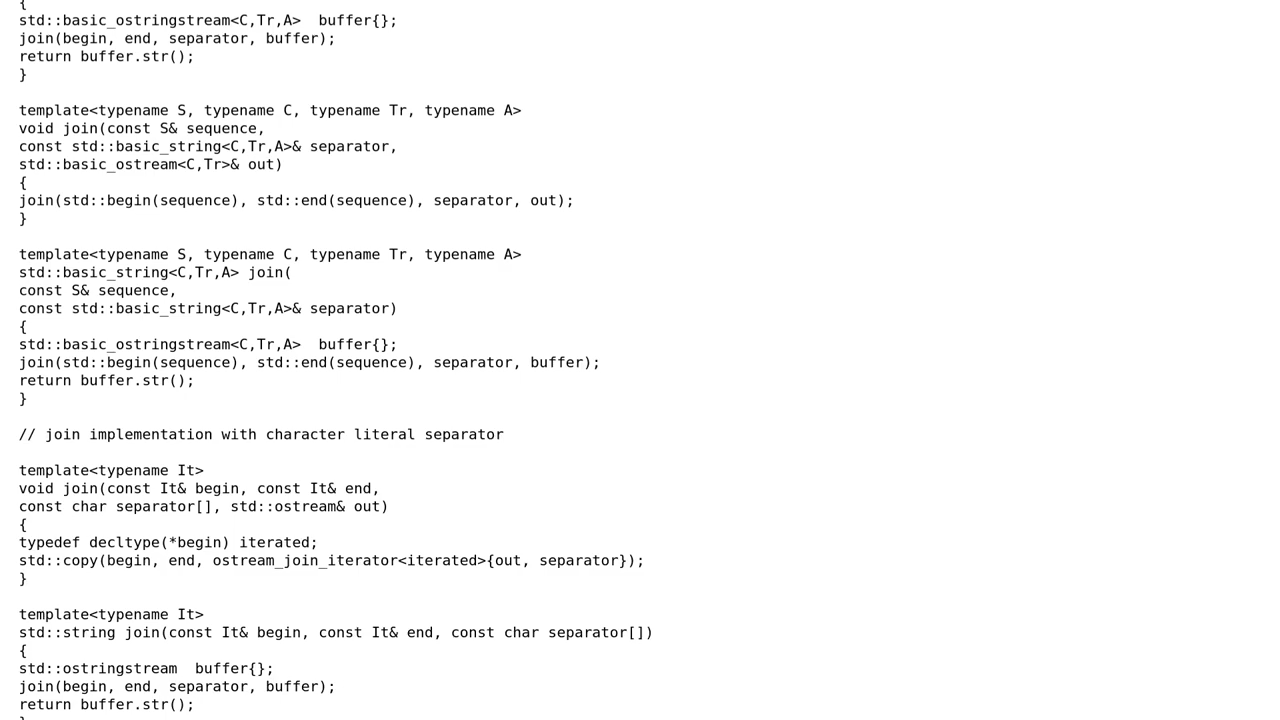 {
std::basic_ostringstream<C,Tr,A>  buffer{};
join(begin, end, separator, buffer);
return buffer.str();
}

template<typename S, typename C, typename Tr, typename A>
void join(const S& sequence,
const std::basic_string<C,Tr,A>& separator,
std::basic_ostream<C,Tr>& out)
{
join(std::begin(sequence), std::end(sequence), separator, out);
}

template<typename S, typename C, typename Tr, typename A>
std::basic_string<C,Tr,A> join(
const S& sequence,
const std::basic_string<C,Tr,A>& separator)
{
std::basic_ostringstream<C,Tr,A>  buffer{};
join(std::begin(sequence), std::end(sequence), separator, buffer);
return buffer.str();
}

// join implementation with character literal separator

template<typename It>
void join(const It& begin, const It& end,
const char separator[], std::ostream& out)
{
typedef decltype(*begin) iterated;
std::copy(begin, end, ostream_join_iterator<iterated>{out, separator});
}

template<typename It>
std::string join(const It& begin, const It& end, const char separator[])
{
std::ostringstream  buffer{};
join(begin, end, separator, buffer);
return buffer.str();
}